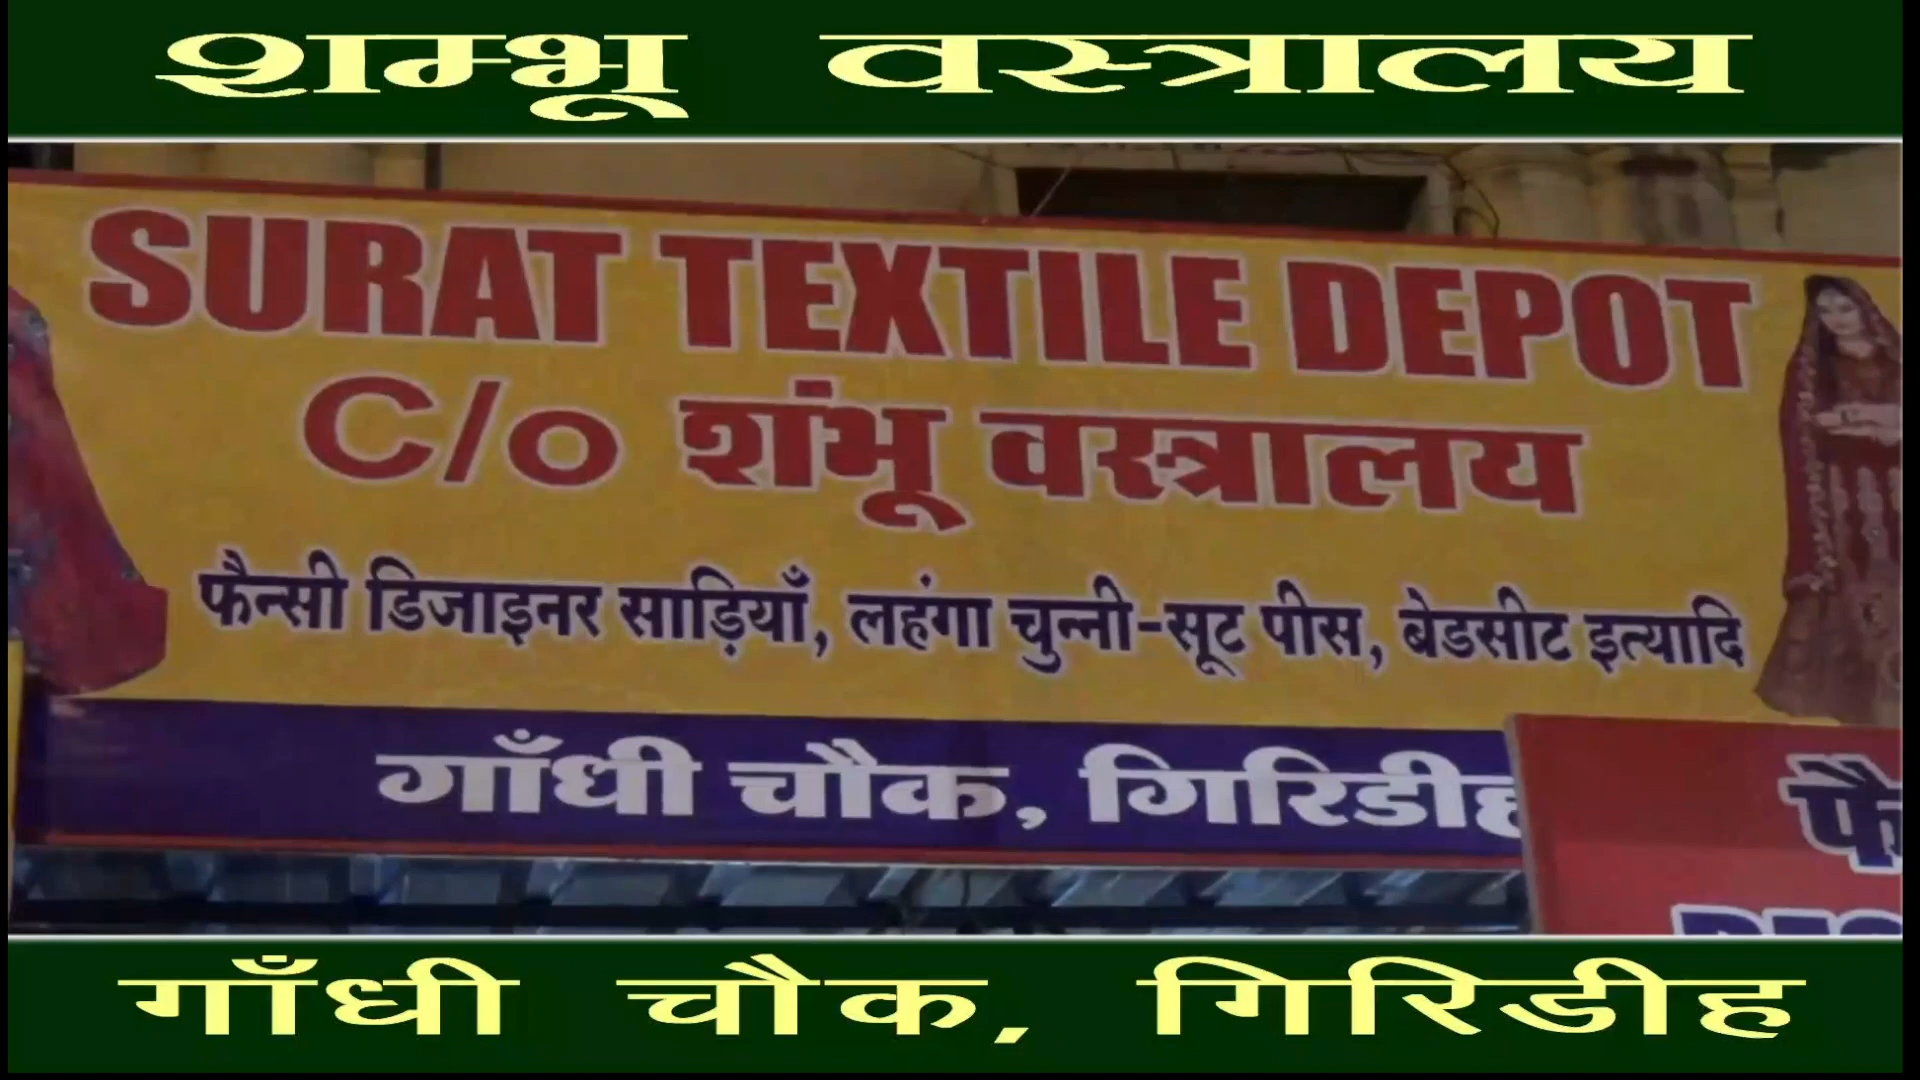 शम्भू वस्त्रालय
SURAT TEXTILE DEPOT
C/o शंभू वस्त्रालय
फैन्सी डिजाइनर साड़ियाँ, लहंगा चुन्नी-सूट पीस, बेडसीट इत्यादि
गाँधी चौक, गिरिडीह
गाँधी चौक, गिरिडीह